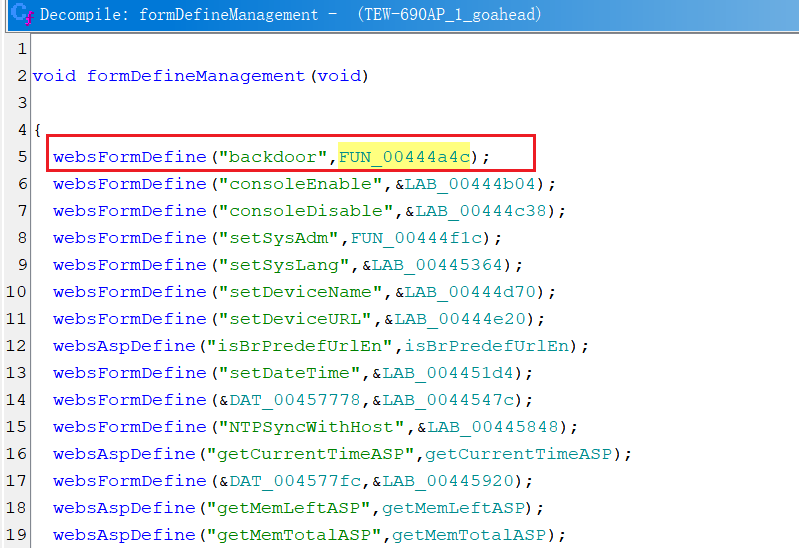 Decompile: formDefineManagement - (TEW-690AP_1_goahead)
1
2 void formDefineManagement(void)
3
4 {
5 websFormDefine("backdoor",FUN_00444a4c);
6 websFormDefine("consoleEnable",&LAB_00444b04);
7 websFormDefine("consoleDisable",&LAB_00444c38);
8 websFormDefine("setSysAdm",FUN_00444f1c);
9 websFormDefine("setSysLang",&LAB_00445364);
10 websFormDefine("setDeviceName",&LAB_00444d70);
11 websFormDefine("setDeviceURL",&LAB_00444e20);
12 websAspDefine("isBrPredefUrlEn",isBrPredefUrlEn);
13 websFormDefine("setDateTime",&LAB_004451d4);
14 websFormDefine(&DAT_00457778,&LAB_0044547c);
15 websFormDefine("NTPSyncWithHost",&LAB_00445848);
16 websAspDefine("getCurrentTimeASP",getCurrentTimeASP);
17 websFormDefine(&DAT_004577fc,&LAB_00445920);
18 websAspDefine("getMemLeftASP",getMemLeftASP);
19 websAspDefine("getMemTotalASP",getMemTotalASP);